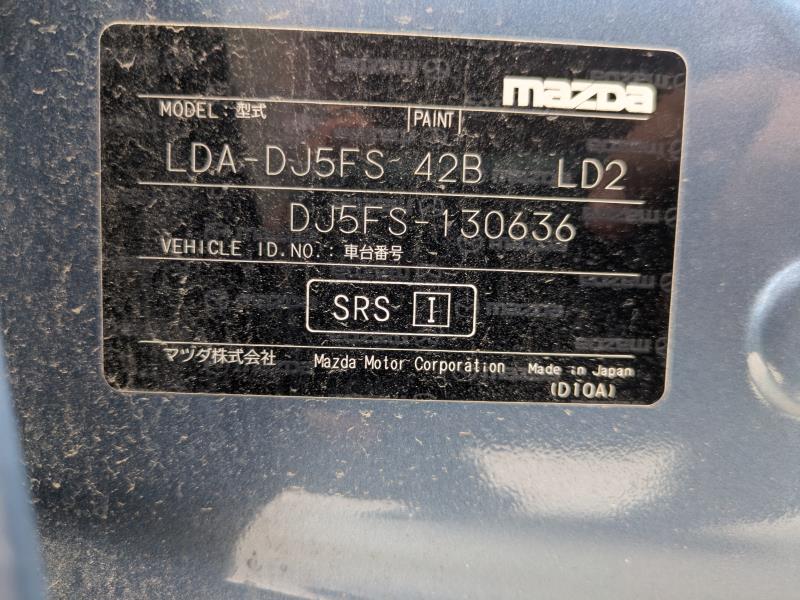 mazda
MODEL : 型式 PAINT
LDA-DJ5FS 42B LD2
DJ5FS-130636
VEHICLE ID.NO. : 車台番号
SRS I
マツダ株式会社 Mazda Motor Corporation Made in Japan
(D10A)